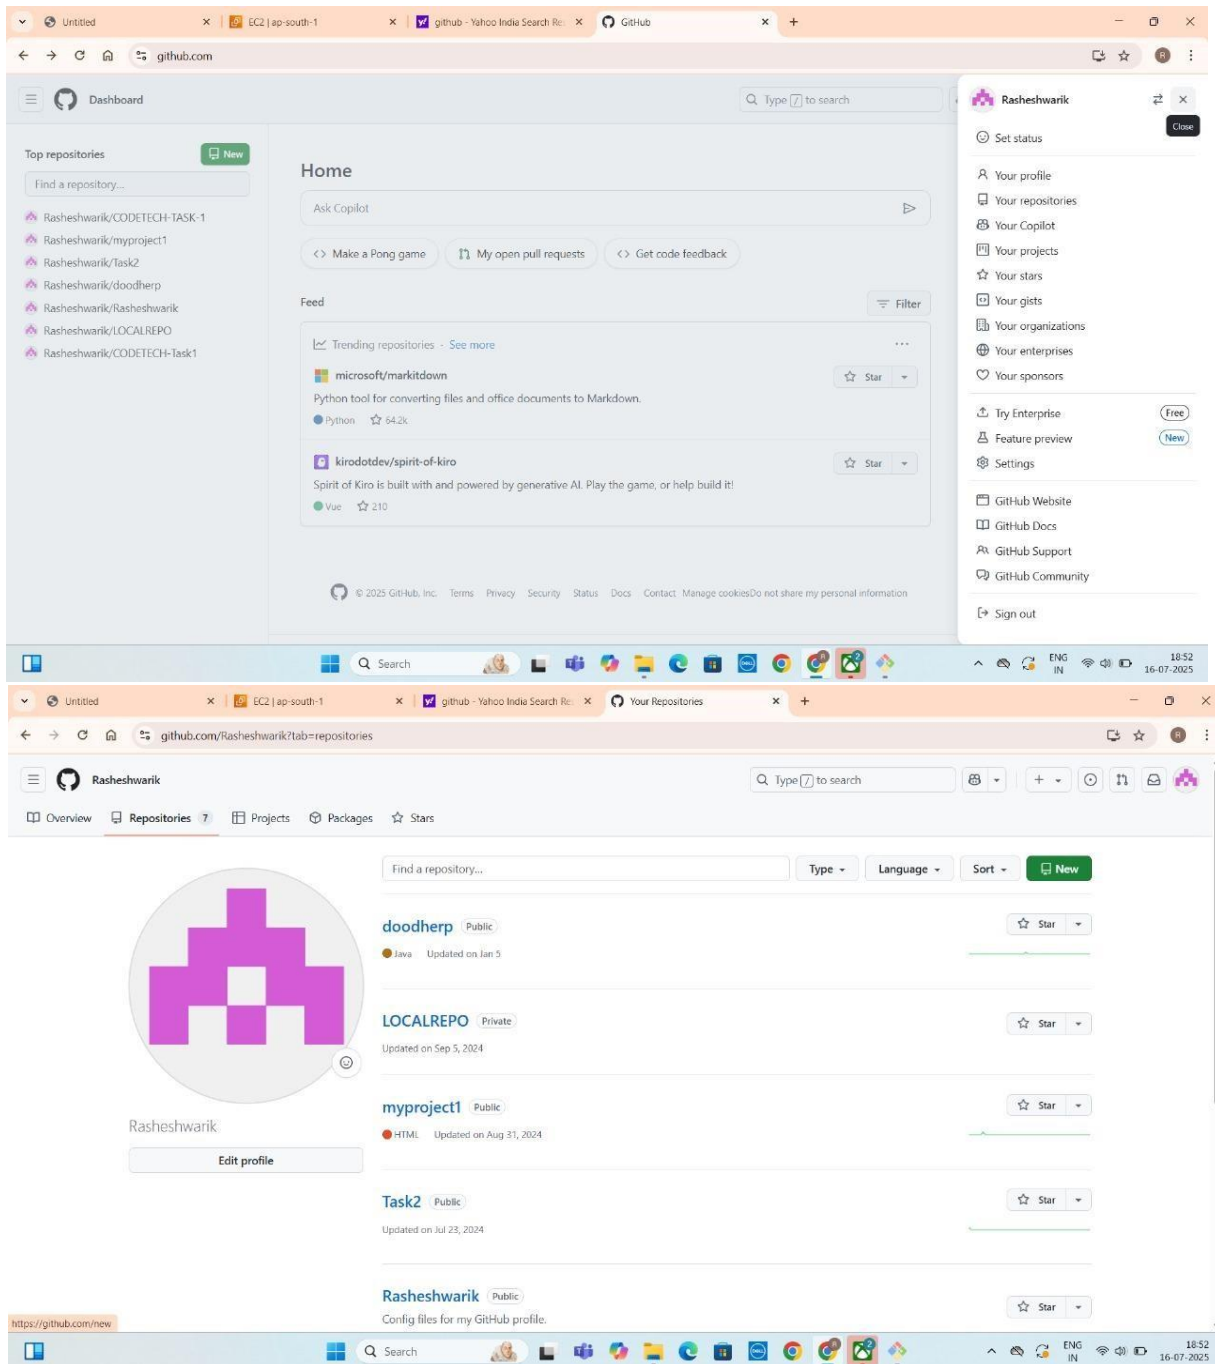 Untitled
EC2 | ap-south-1
github - Yahoo India Search Re
GitHub
github.com
R
Dashboard
Type / to search
Rasheshwarik
Close
Set status
Top repositories
New
Find a repository...
Rasheshwarik/CODETECH-TASK-1
Rasheshwarik/myproject1
Rasheshwarik/Task2
Rasheshwarik/doodherp
Rasheshwarik/Rasheshwarik
Rasheshwarik/LOCALREPO
Rasheshwarik/CODETECH-Task1
Home
Ask Copilot
Make a Pong game
My open pull requests
Get code feedback
Feed
Filter
Trending repositories · See more
microsoft/markitdown
Star
Python tool for converting files and office documents to Markdown.
Python 64.2k
kirodotdev/spirit-of-kiro
Star
Spirit of Kiro is built with and powered by generative AI. Play the game, or help build it!
Vue 210
© 2025 GitHub, Inc. Terms Privacy Security Status Docs Contact Manage cookies Do not share my personal information
Your profile
Your repositories
Your Copilot
Your projects
Your stars
Your gists
Your organizations
Your enterprises
Your sponsors
Try Enterprise Free
Feature preview New
Settings
GitHub Website
GitHub Docs
GitHub Support
GitHub Community
Sign out
Search
ENG
IN
18:52
16-07-2025
Untitled
EC2 | ap-south-1
github - Yahoo India Search Re
Your Repositories
github.com/Rasheshwarik?tab=repositories
R
Rasheshwarik
Type / to search
Overview
Repositories 7
Projects
Packages
Stars
Find a repository...
Type
Language
Sort
New
doodherp Public
Star
Java Updated on Jan 5
LOCALREPO Private
Star
Updated on Sep 5, 2024
myproject1 Public
Star
HTML Updated on Aug 31, 2024
Rasheshwarik
Edit profile
Task2 Public
Star
Updated on Jul 23, 2024
Rasheshwarik Public
Star
Config files for my GitHub profile.
https://github.com/new
Search
ENG
IN
18:52
16-07-2025